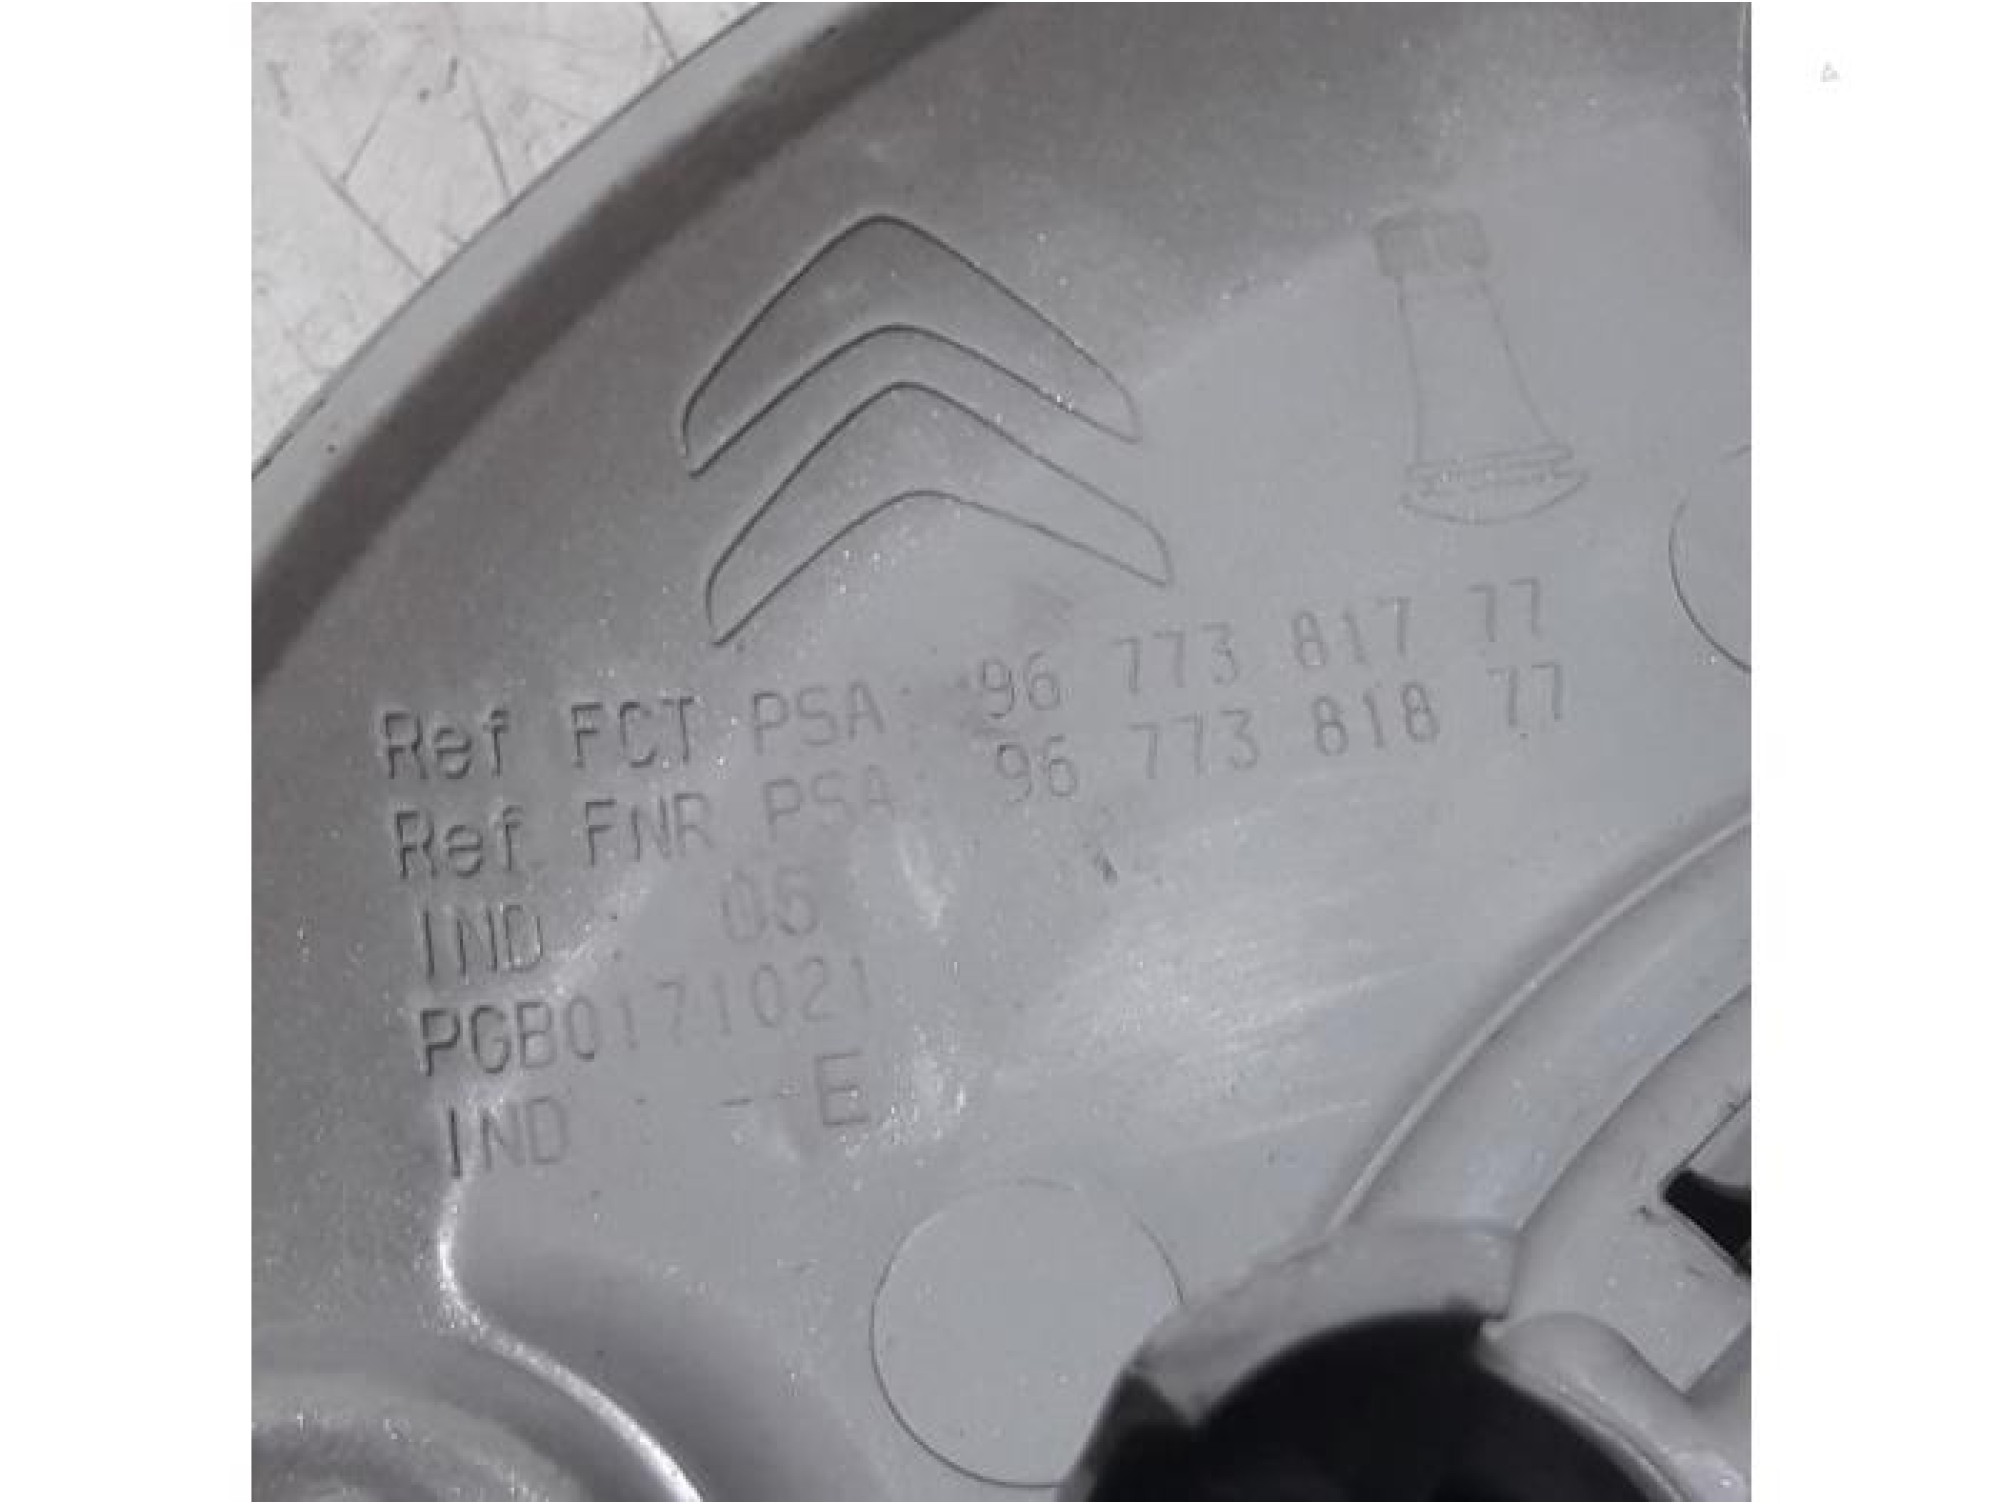 Ref FCT PSA: 96 773 817 77
Ref FNR PSA: 96 773 818 77
IND : 06
PGB0171021
IND : --E